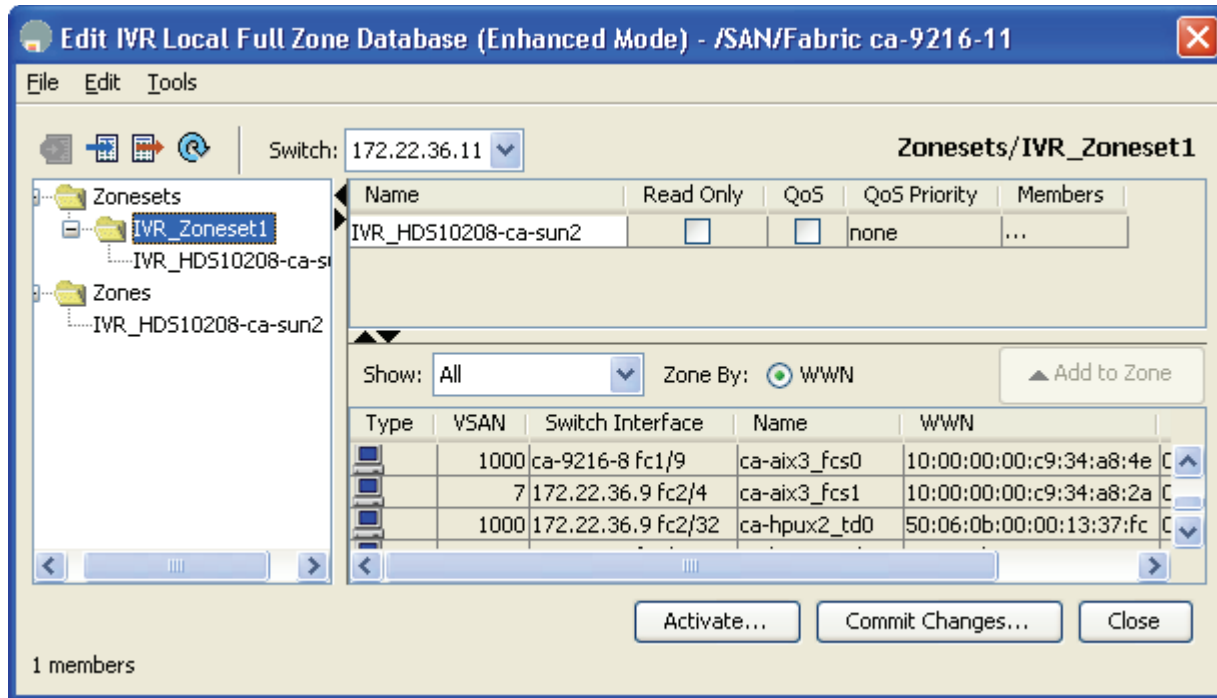 Edit IVR Local Full Zone Database (Enhanced Mode) - /SAN/Fabric ca-9216-11
File Edit Tools
Switch: 172.22.36.11 Zonesets/IVR_Zoneset1
Zonesets
IVR_Zoneset1
IVR_HDS10208-ca-s
Zones
IVR_HDS10208-ca-sun2
Name Read Only QoS QoS Priority Members
IVR_HDS10208-ca-sun2 none ...
Show: All Zone By: WWN Add to Zone
Type VSAN Switch Interface Name WWN
1000 ca-9216-8 fc1/9 ca-aix3_fcs0 10:00:00:00:c9:34:a8:4e
7 172.22.36.9 fc2/4 ca-aix3_fcs1 10:00:00:00:c9:34:a8:2a
1000 172.22.36.9 fc2/32 ca-hpux2_td0 50:06:0b:00:00:13:37:fc
Activate... Commit Changes... Close
1 members